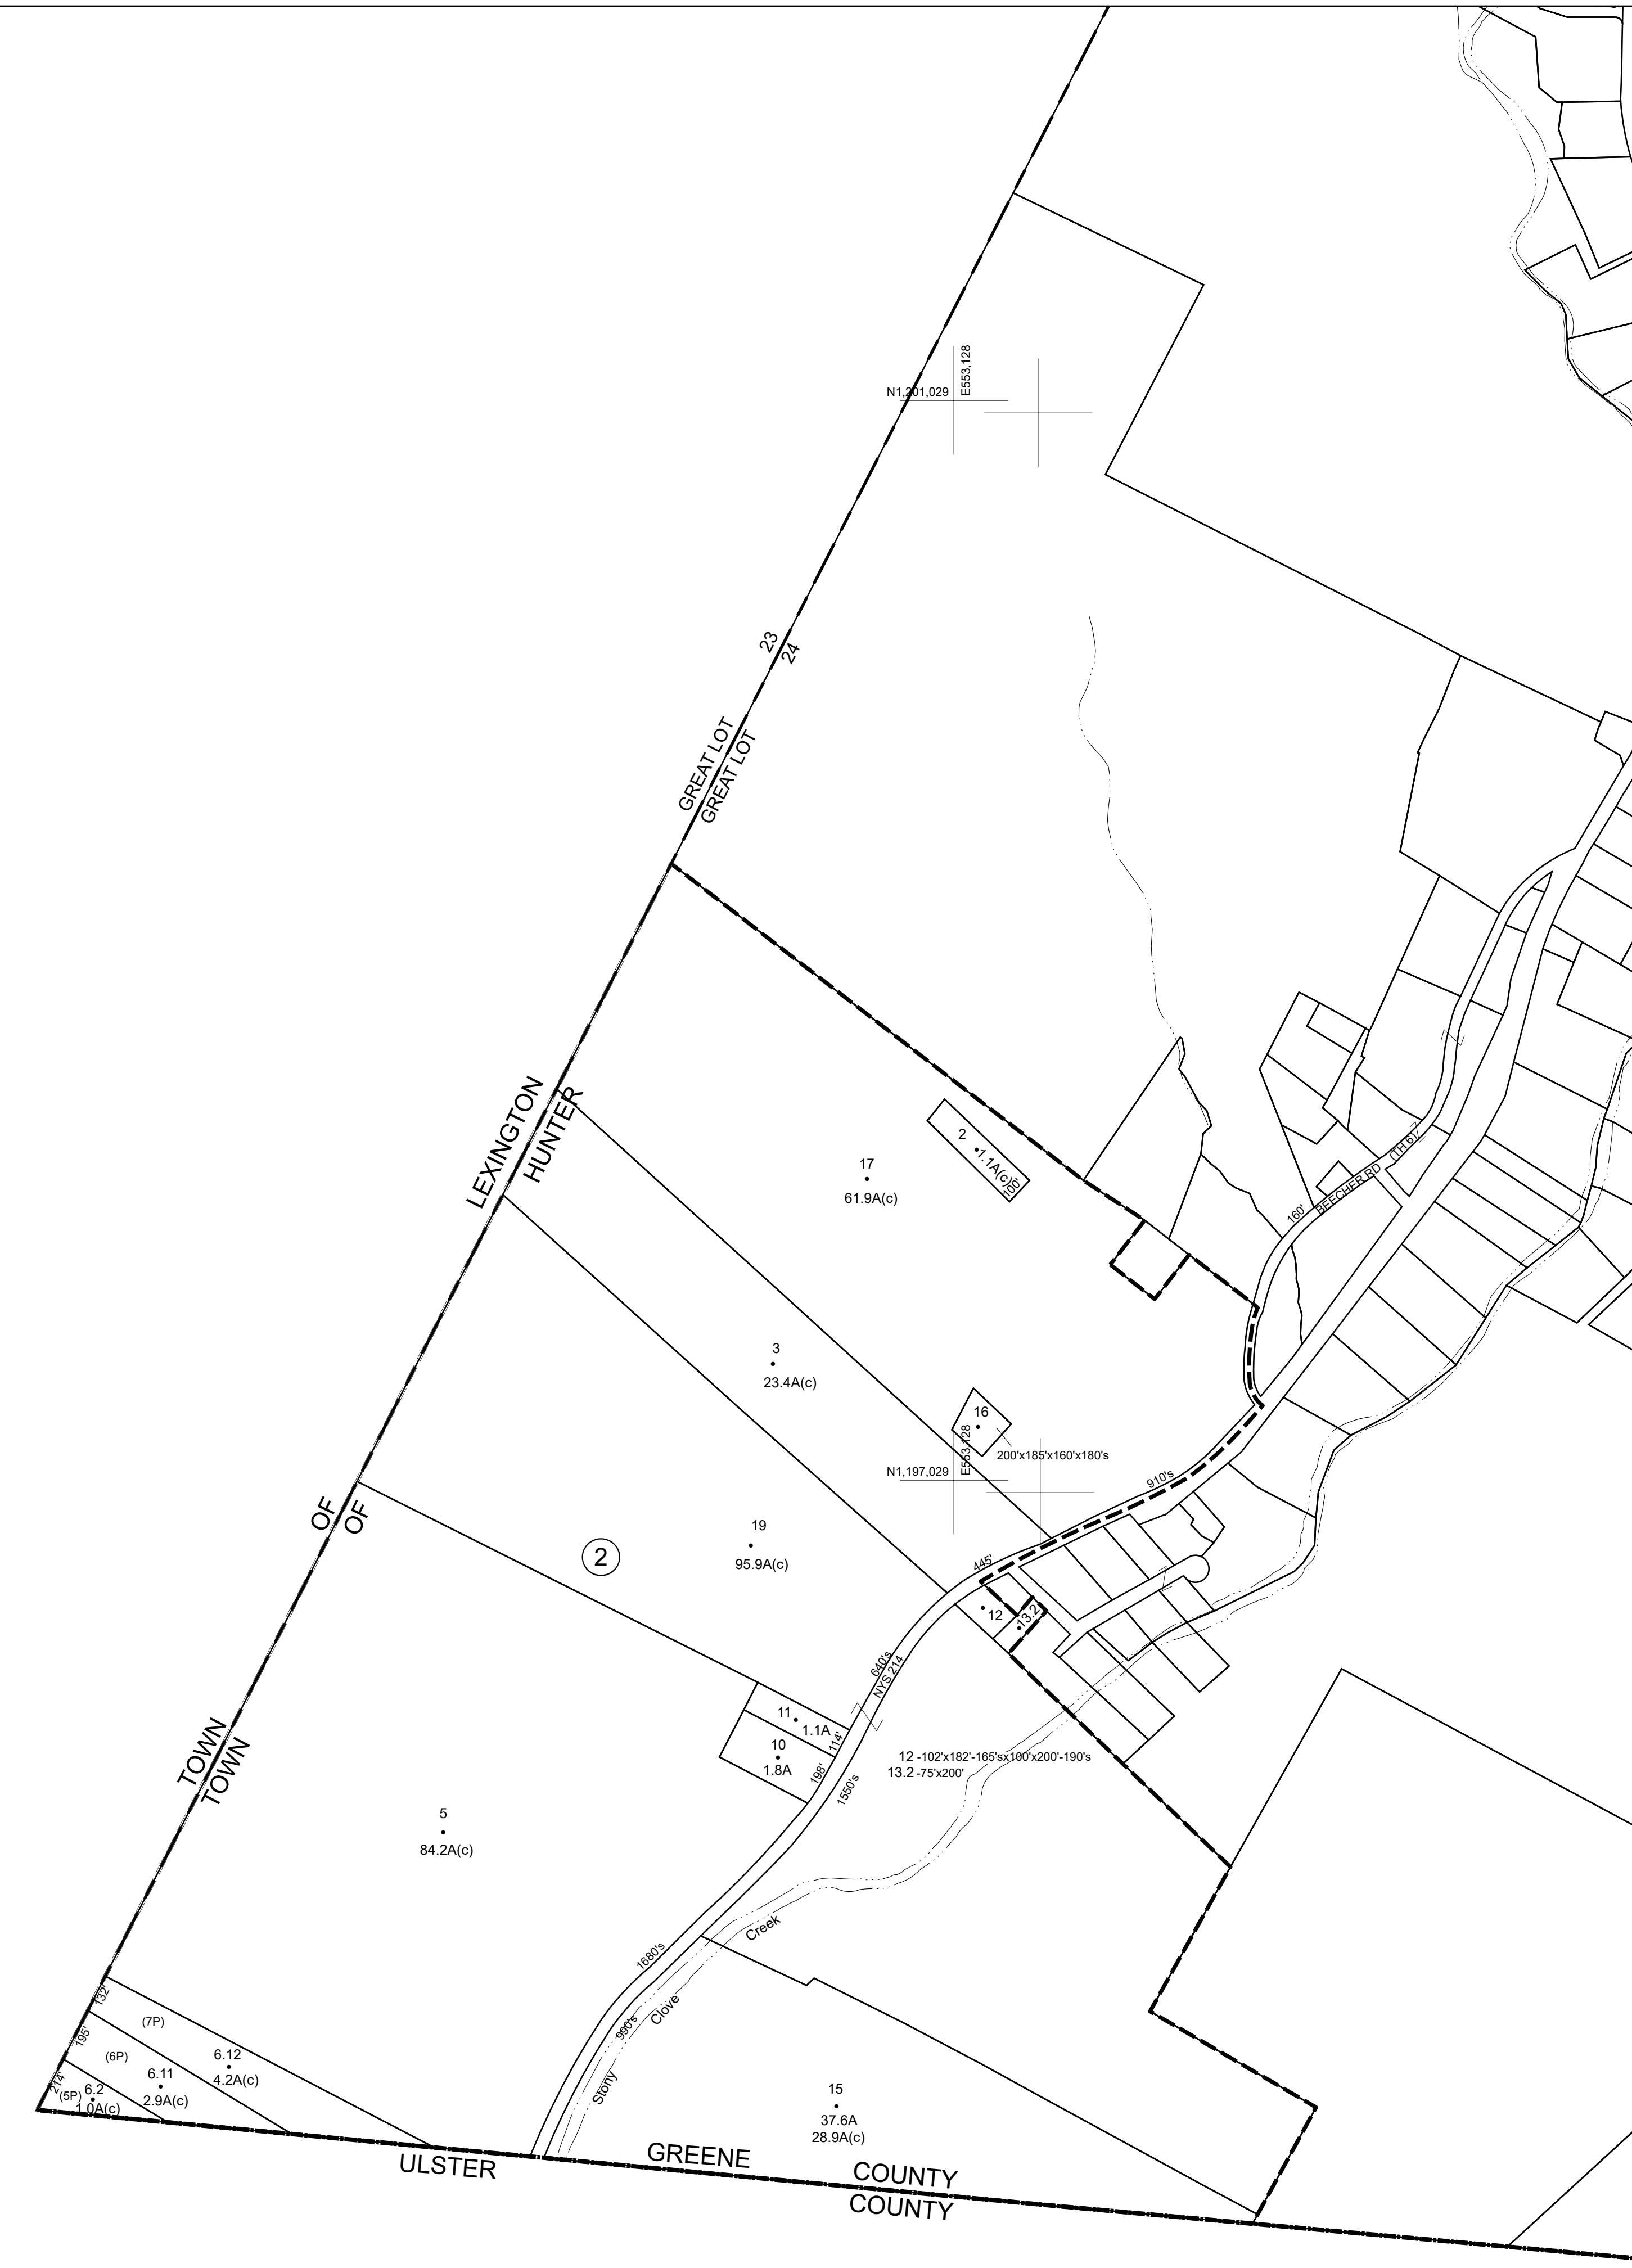 N1,201,029
E553,128
23
24
GREAT LOT
GREAT LOT
LEXINGTON
HUNTER
2
1.1A(c)
100'
17
61.9A(c)
(TH 6)
BEECHER RD
160'
3
23.4A(c)
16
200'x185'x160'x180's
E553,128
N1,197,029
910's
OF
OF
19
95.9A(c)
2
445'
12
13.2
640's
NYS 214
11
1.1A
114'
10
1.8A
198'
12 -102'x182'-165'sx100'x200'-190's
13.2 -75'x200'
1550's
TOWN
TOWN
5
84.2A(c)
Creek
1680's
Clove
990's
Stony
132'
(7P)
195'
(6P)
6.12
4.2A(c)
6.11
2.9A(c)
214'
(5P)
6.2
1.0A(c)
15
37.6A
28.9A(c)
GREENE
COUNTY
ULSTER
COUNTY